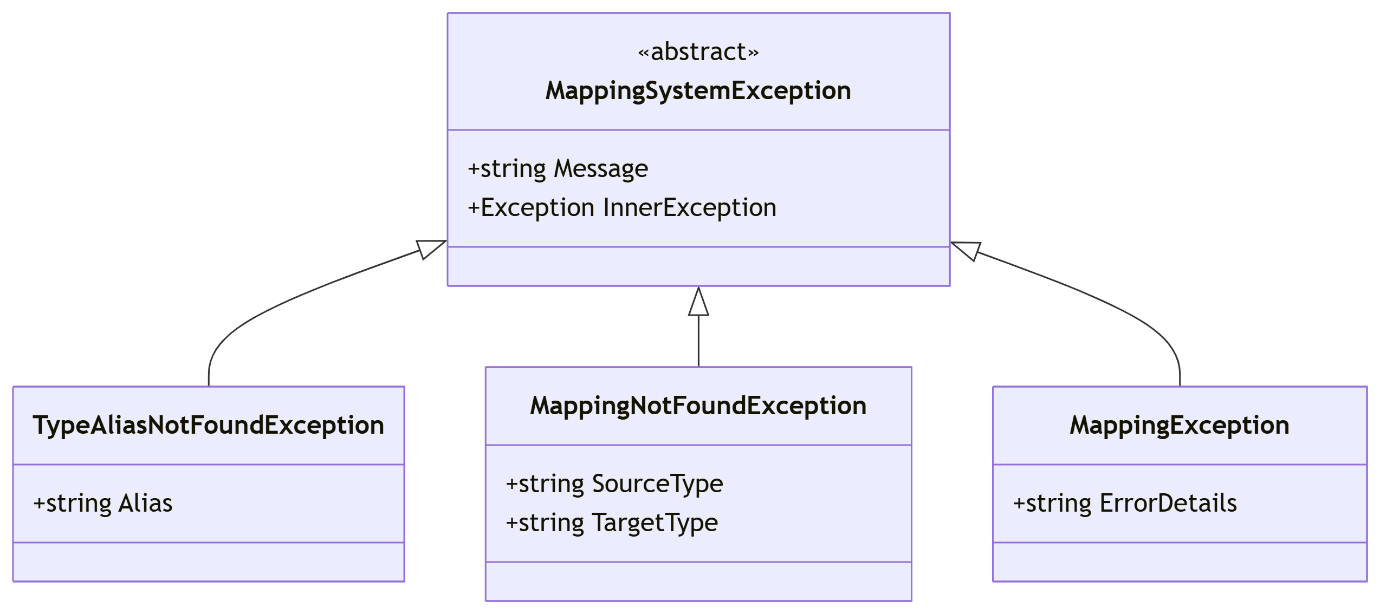 «abstract»
MappingSystemException
+string Message
+Exception InnerException
TypeAliasNotFoundException
+string Alias
MappingNotFoundException
+string SourceType
+string TargetType
MappingException
+string ErrorDetails